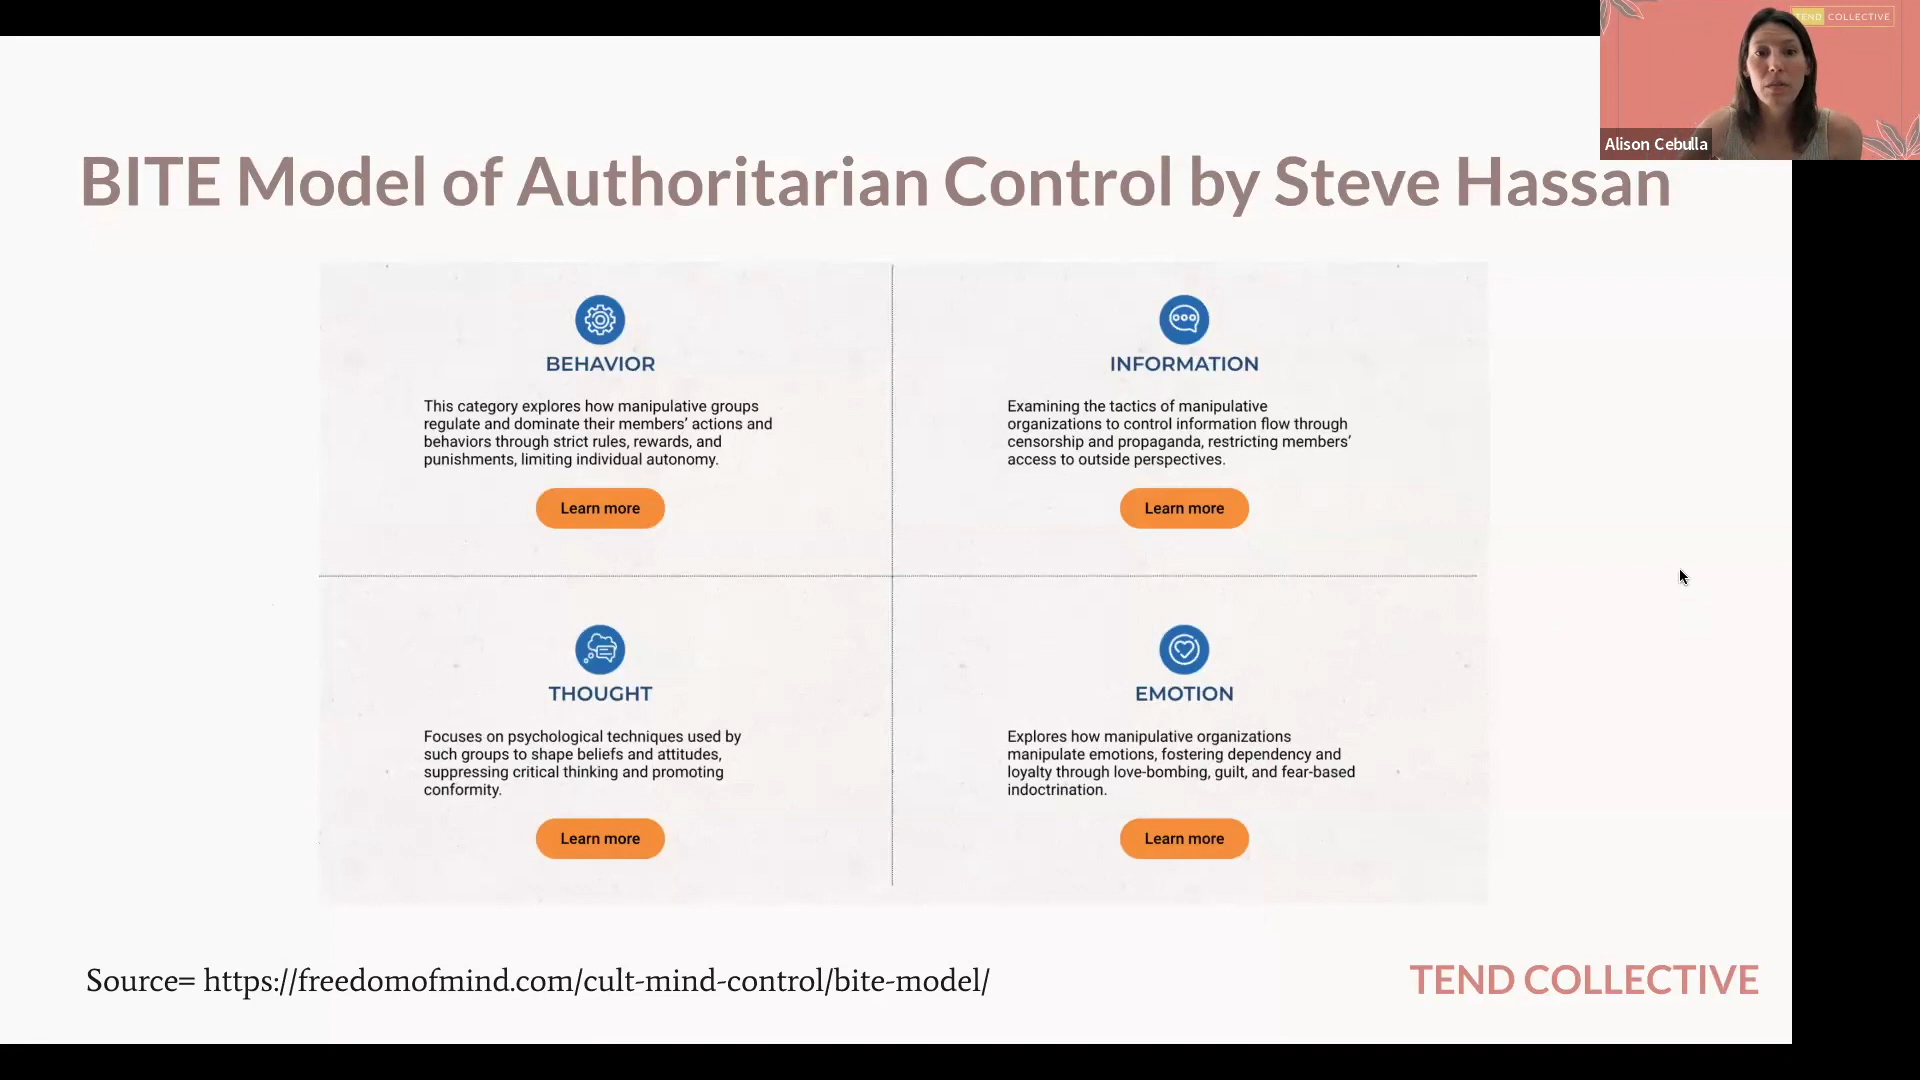 TEND COLLECTIVE
Alison Cebulla
BITE Model of Authoritarian Control by Steve Hassan
BEHAVIOR
This category explores how manipulative groups
regulate and dominate their members’ actions and
behaviors through strict rules, rewards, and
punishments, limiting individual autonomy.
Learn more
INFORMATION
Examining the tactics of manipulative
organizations to control information flow through
censorship and propaganda, restricting members’
access to outside perspectives.
Learn more
THOUGHT
Focuses on psychological techniques used by
such groups to shape beliefs and attitudes,
suppressing critical thinking and promoting
conformity.
Learn more
EMOTION
Explores how manipulative organizations
manipulate emotions, fostering dependency and
loyalty through love-bombing, guilt, and fear-based
indoctrination.
Learn more
Source= https://freedomofmind.com/cult-mind-control/bite-model/
TEND COLLECTIVE